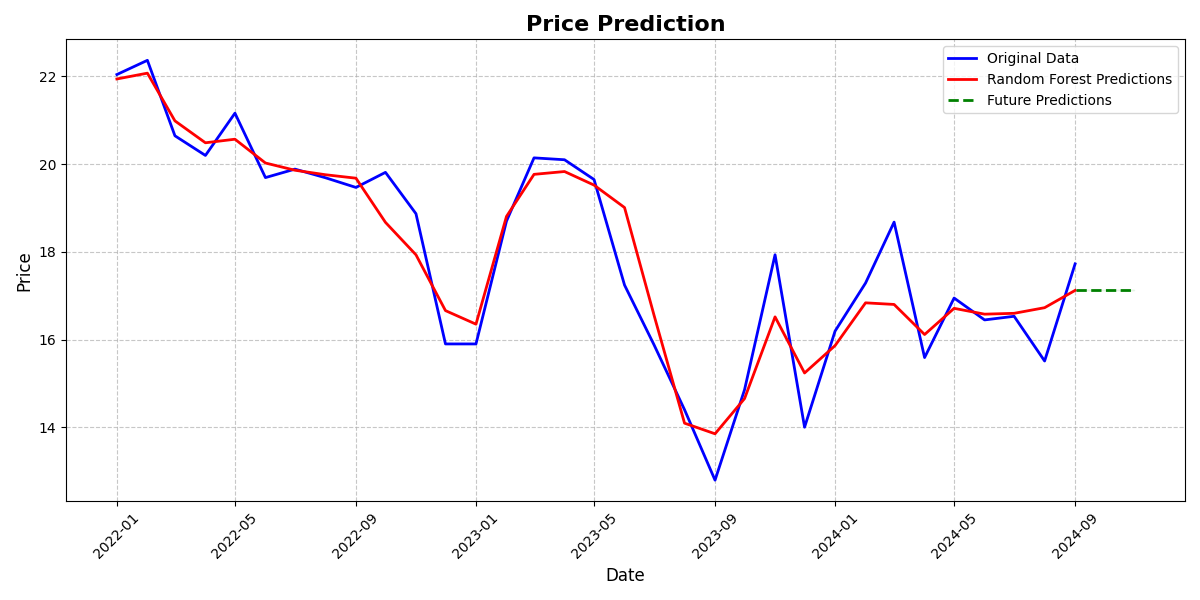 Price Prediction
Original Data
Random Forest Predictions
Future Predictions
Price
22
20
18
16
14
2022-01
2022-05
2022-09
2023-01
2023-05
2023-09
2024-01
2024-05
2024-09
Date